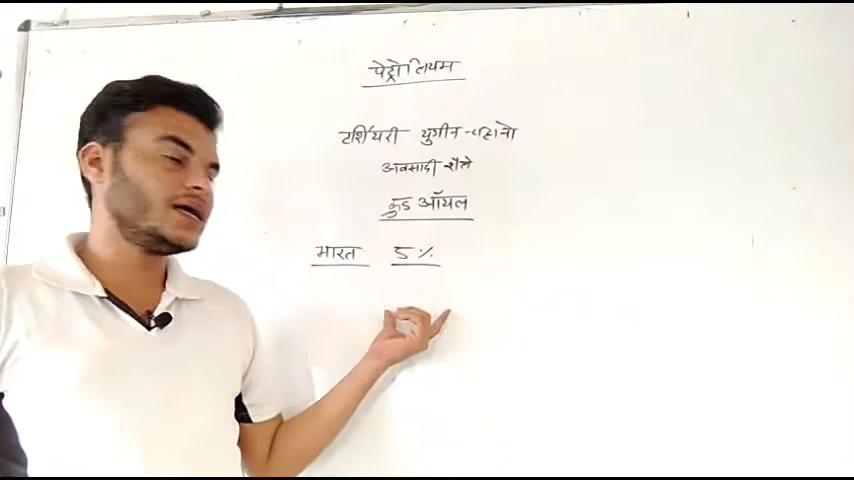 पेट्रोलियम
टर्शियरी युगीन चट्टानो
अवसादी शैले
क्रुड ऑयल
भारत 5%